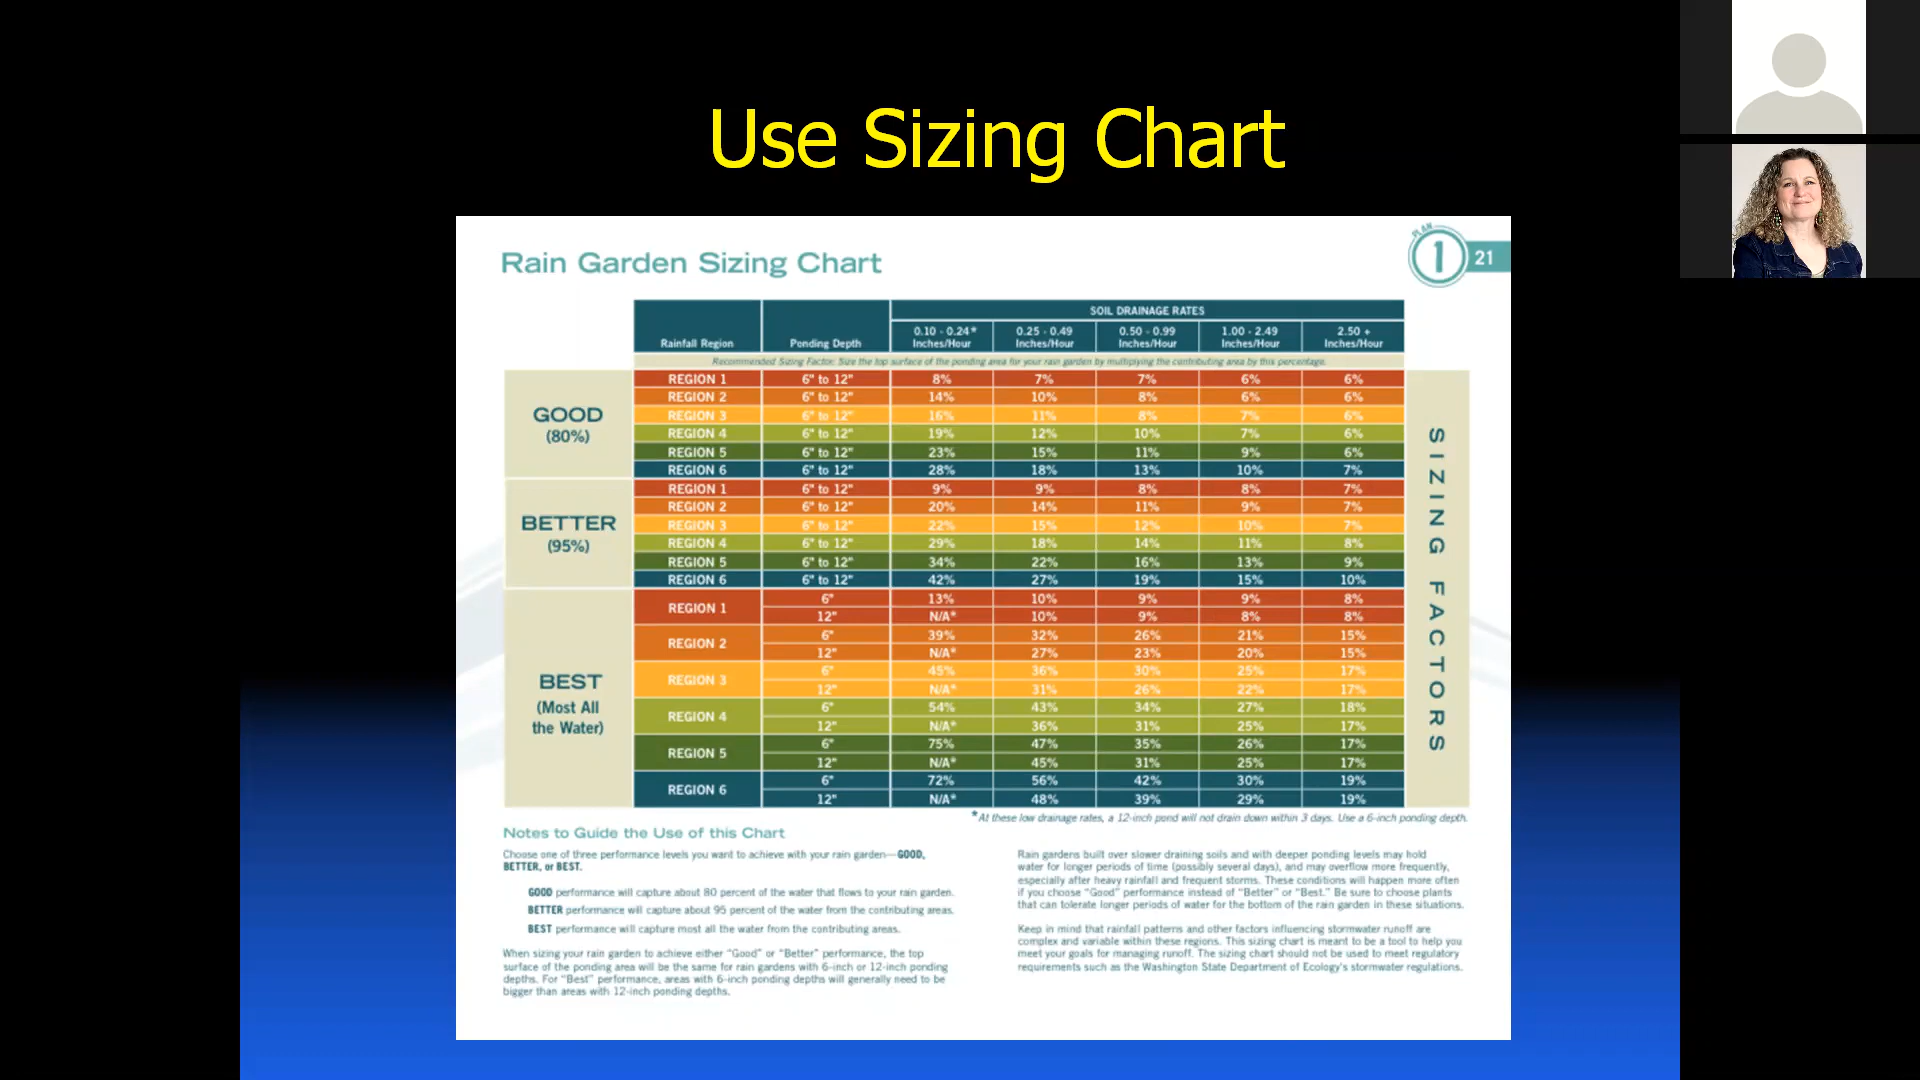 Use Sizing Chart
Rain Garden Sizing Chart
PLAN
1
21
SOIL DRAINAGE RATES
Rainfall Region Ponding Depth 0.10 - 0.24* Inches/Hour 0.25 - 0.49 Inches/Hour 0.50 - 0.99 Inches/Hour 1.00 - 2.49 Inches/Hour 2.50 + Inches/Hour
Recommended Sizing Factor: Size the top surface of the ponding area for your rain garden by multiplying the contributing area by this percentage.
GOOD
(80%)
REGION 1 6" to 12" 8% 7% 7% 6% 6%
REGION 2 6" to 12" 14% 10% 8% 6% 6%
REGION 3 6" to 12" 16% 11% 8% 7% 6%
REGION 4 6" to 12" 19% 12% 10% 7% 6%
REGION 5 6" to 12" 23% 15% 11% 9% 6%
REGION 6 6" to 12" 28% 18% 13% 10% 7%
BETTER
(95%)
REGION 1 6" to 12" 9% 9% 8% 8% 7%
REGION 2 6" to 12" 20% 14% 11% 9% 7%
REGION 3 6" to 12" 22% 15% 12% 10% 7%
REGION 4 6" to 12" 29% 18% 14% 11% 8%
REGION 5 6" to 12" 34% 22% 16% 13% 9%
REGION 6 6" to 12" 42% 27% 19% 15% 10%
BEST
(Most All
the Water)
REGION 1 6" 13% 10% 9% 9% 8%
12" N/A* 10% 9% 8% 8%
REGION 2 6" 39% 32% 26% 21% 15%
12" N/A* 27% 23% 20% 15%
REGION 3 6" 45% 36% 30% 25% 17%
12" N/A* 31% 26% 22% 17%
REGION 4 6" 54% 43% 34% 27% 18%
12" N/A* 36% 31% 25% 17%
REGION 5 6" 75% 47% 35% 26% 17%
12" N/A* 45% 31% 25% 17%
REGION 6 6" 72% 56% 42% 30% 19%
12" N/A* 48% 39% 29% 19%
SIZING FACTORS
*At these low drainage rates, a 12-inch pond will not drain down within 3 days. Use a 6-inch ponding depth.
Notes to Guide the Use of this Chart
Choose one of three performance levels you want to achieve with your rain garden—GOOD,
BETTER, or BEST.
GOOD performance will capture about 80 percent of the water that flows to your rain garden.
BETTER performance will capture about 95 percent of the water from the contributing areas.
BEST performance will capture most all the water from the contributing areas.
When sizing your rain garden to achieve either "Good" or "Better" performance, the top
surface of the ponding area will be the same for rain gardens with 6-inch or 12-inch ponding
depths. For "Best" performance, areas with 6-inch ponding depths will generally need to be
bigger than areas with 12-inch ponding depths.
Rain gardens built over slower draining soils and with deeper ponding levels may hold
water for longer periods of time (possibly several days), and may overflow more frequently,
especially after heavy rainfall and frequent storms. These conditions will happen more often
if you choose "Good" performance instead of "Better" or "Best." Be sure to choose plants
that can tolerate longer periods of water for the bottom of the rain garden in these situations.
Keep in mind that rainfall patterns and other factors influencing stormwater runoff are
complex and variable within these regions. This sizing chart is meant to be a tool to help you
meet your goals for managing runoff. The sizing chart should not be used to meet regulatory
requirements such as the Washington State Department of Ecology's stormwater regulations.